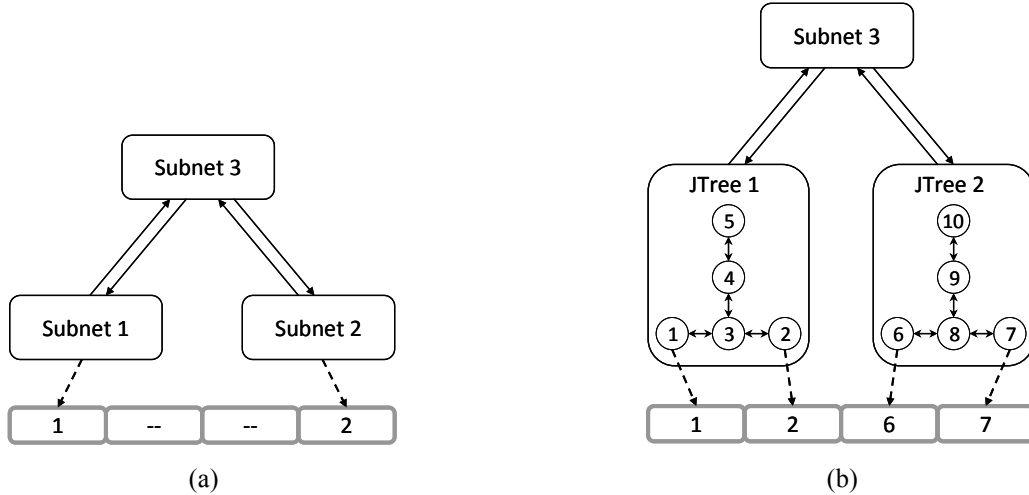 Subnet 3
Subnet 1
Subnet 2
1 -- -- 2
(a)
Subnet 3
JTree 1
5
4
1 3 2
JTree 2
10
9
6 8 7
1 2 6 7
(b)